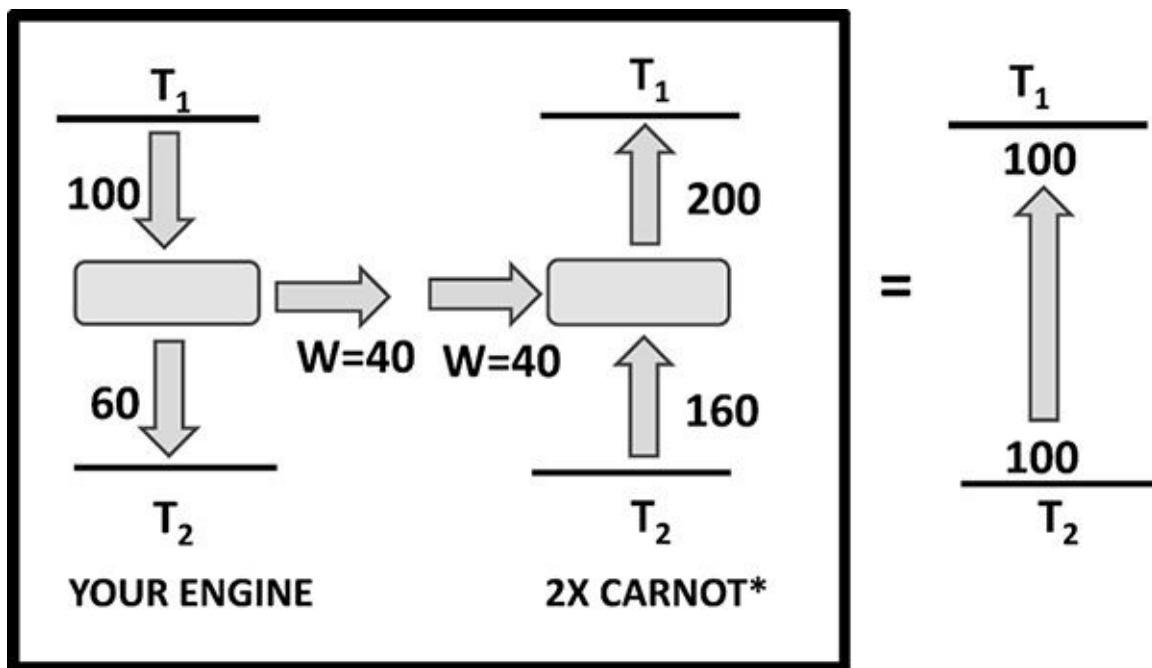 T₁
100
60
T₂
YOUR ENGINE
W=40
W=40
T₁
200
160
T₂
2X CARNOT*
=
T₁
100
100
T₂